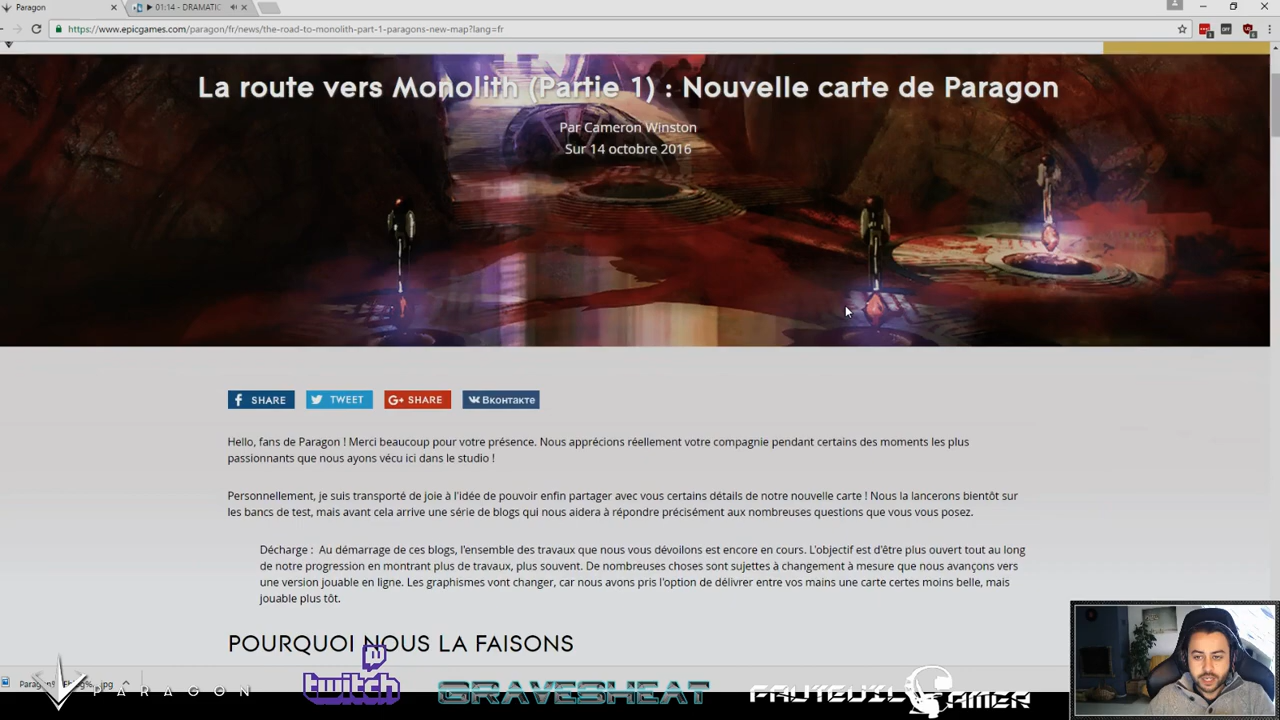 Paragon
01:14 - DRAMATIC
https://www.epicgames.com/paragon/fr/news/the-road-to-monolith-part-1-paragons-new-map?lang=fr
La route vers Monolith (Partie 1) : Nouvelle carte de Paragon
Par Cameron Winston
Sur 14 octobre 2016
SHARE TWEET G+ SHARE Вконтакте
Hello, fans de Paragon ! Merci beaucoup pour votre présence. Nous apprécions réellement votre compagnie pendant certains des moments les plus
passionnants que nous ayons vécu ici dans le studio !
Personnellement, je suis transporté de joie à l'idée de pouvoir enfin partager avec vous certains détails de notre nouvelle carte ! Nous la lancerons bientôt sur
les bancs de test, mais avant cela arrive une série de blogs qui nous aidera à répondre précisément aux nombreuses questions que vous vous posez.
Décharge : Au démarrage de ces blogs, l'ensemble des travaux que nous vous dévoilons est encore en cours. L'objectif est d'être plus ouvert tout au long
de notre progression en montrant plus de travaux, plus souvent. De nombreuses choses sont sujettes à changement à mesure que nous avançons vers
une version jouable en ligne. Les graphismes vont changer, car nous avons pris l'option de délivrer entre vos mains une carte certes moins belle, mais
jouable plus tôt.
POURQUOI NOUS LA FAISONS
PARAGON twitch GRAVESHEAT FAUTEUIL GAMER